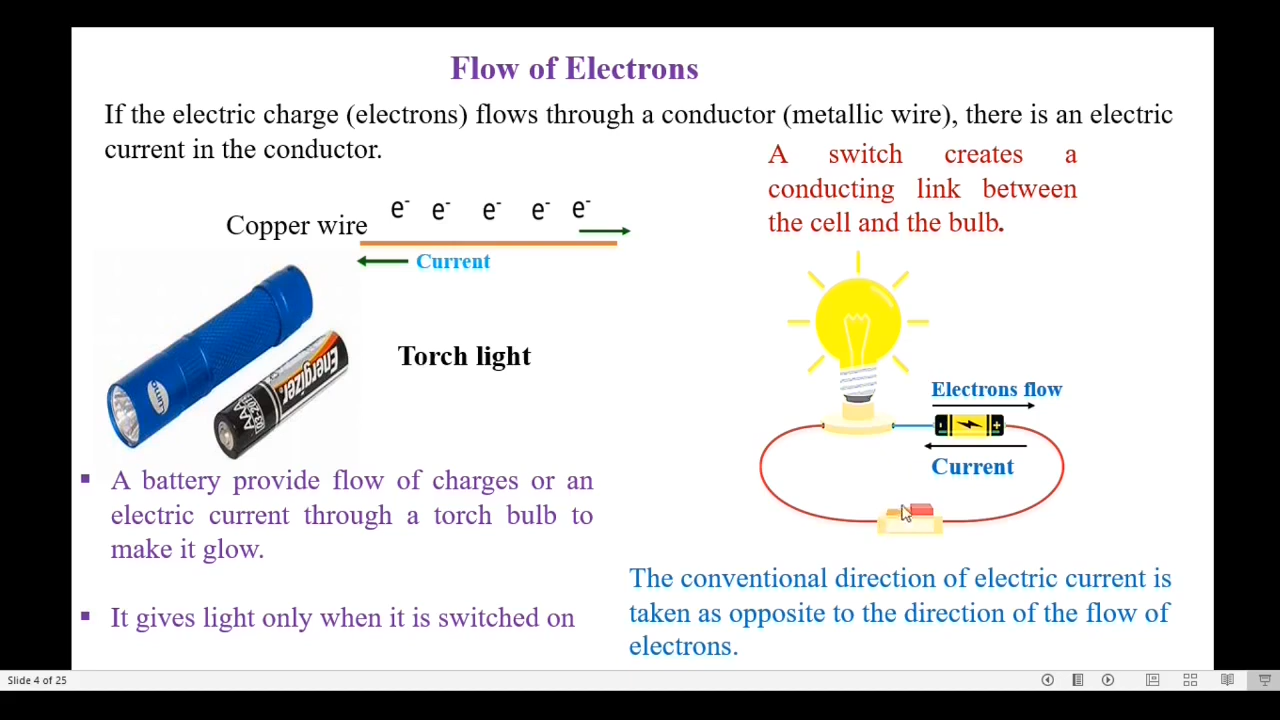 Flow of Electrons
If the electric charge (electrons) flows through a conductor (metallic wire), there is an electric
current in the conductor.
A switch creates a
conducting link between
the cell and the bulb.
e- e- e- e- e-
Copper wire
Current
Energizer
AAA
Torch light
Electrons flow
- +
Current
▪ A battery provide flow of charges or an
electric current through a torch bulb to
make it glow.
▪ It gives light only when it is switched on
The conventional direction of electric current is
taken as opposite to the direction of the flow of
electrons.
Slide 4 of 25